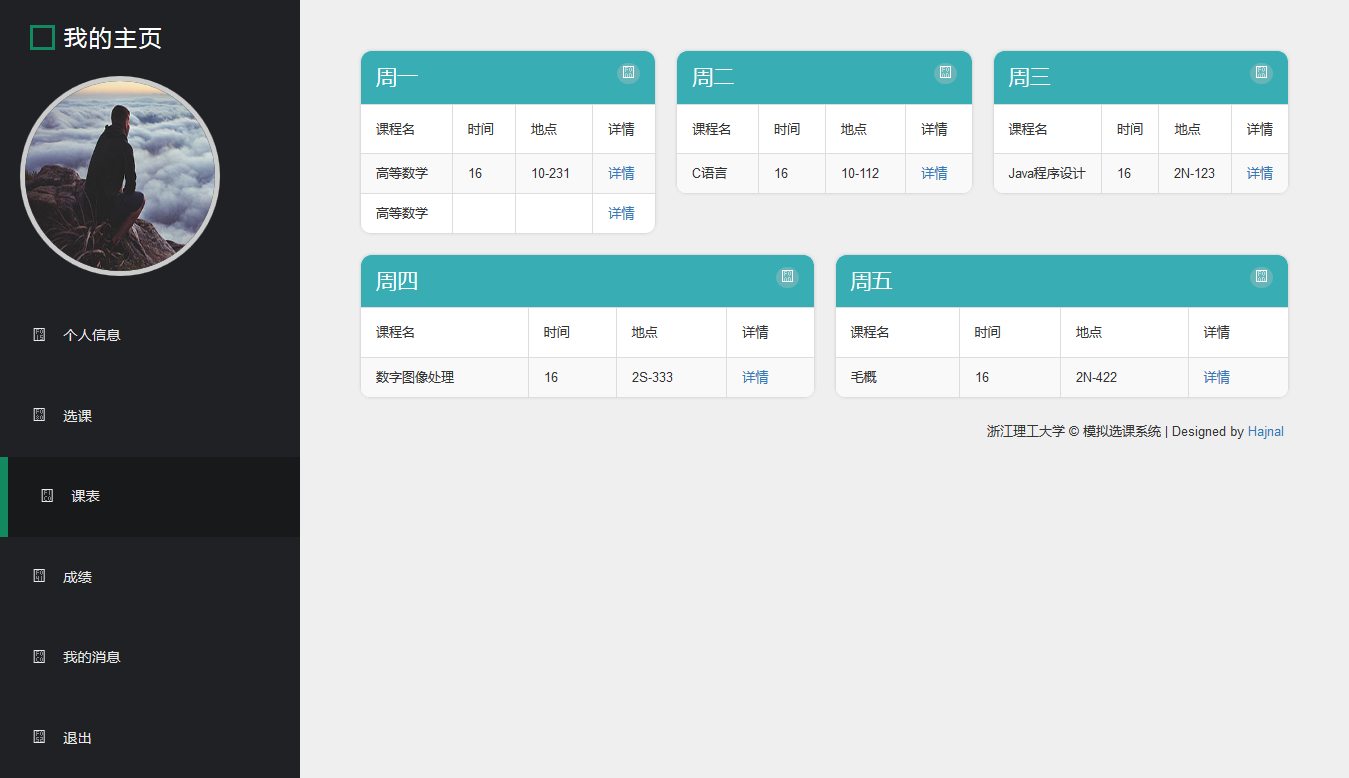 我的主页
个人信息
选课
课表
成绩
我的消息
退出
周一
课程名 时间 地点 详情
高等数学 16 10-231 详情
高等数学 详情
周二
课程名 时间 地点 详情
C语言 16 10-112 详情
周三
课程名 时间 地点 详情
Java程序设计 16 2N-123 详情
周四
课程名 时间 地点 详情
数字图像处理 16 2S-333 详情
周五
课程名 时间 地点 详情
毛概 16 2N-422 详情
浙江理工大学 © 模拟选课系统 | Designed by Hajnal